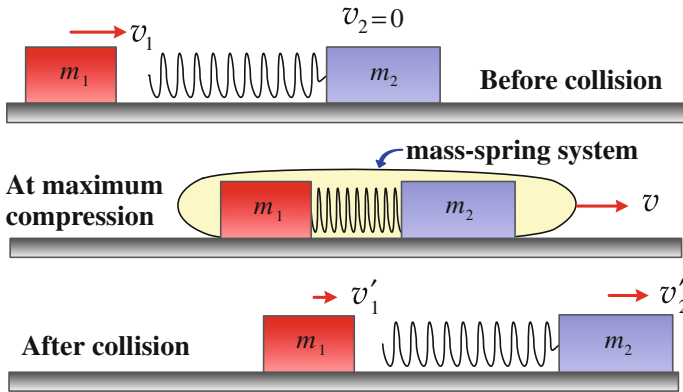 v₁
v₂=0
m₁
m₂
Before collision
mass-spring system
At maximum
compression
m₁
m₂
v
v′₁
v′₂
After collision
m₁
m₂